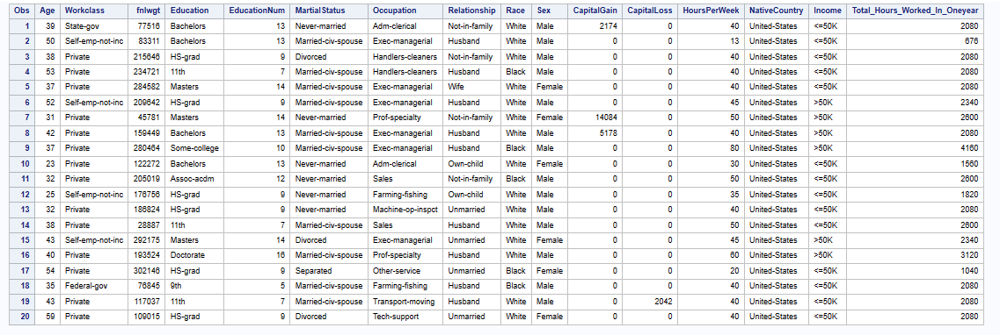 Obs Age Workclass fnlwgt Education EducationNum MartialStatus Occupation Relationship Race Sex CapitalGain CapitalLoss HoursPerWeek NativeCountry Income Total_Hours_Worked_In_Oneyear
1 39 State-gov 77516 Bachelors 13 Never-married Adm-clerical Not-in-family White Male 2174 0 40 United-States <=50K 2080
2 50 Self-emp-not-inc 83311 Bachelors 13 Married-civ-spouse Exec-managerial Husband White Male 0 0 13 United-States <=50K 676
3 38 Private 215646 HS-grad 9 Divorced Handlers-cleaners Not-in-family White Male 0 0 40 United-States <=50K 2080
4 53 Private 234721 11th 7 Married-civ-spouse Handlers-cleaners Husband Black Male 0 0 40 United-States <=50K 2080
5 37 Private 284582 Masters 14 Married-civ-spouse Exec-managerial Wife White Female 0 0 40 United-States <=50K 2080
6 52 Self-emp-not-inc 209642 HS-grad 9 Married-civ-spouse Exec-managerial Husband White Male 0 0 45 United-States >50K 2340
7 31 Private 45781 Masters 14 Never-married Prof-specialty Not-in-family White Female 14084 0 50 United-States >50K 2600
8 42 Private 159449 Bachelors 13 Married-civ-spouse Exec-managerial Husband White Male 5178 0 40 United-States >50K 2080
9 37 Private 280464 Some-college 10 Married-civ-spouse Exec-managerial Husband Black Male 0 0 80 United-States >50K 4160
10 23 Private 122272 Bachelors 13 Never-married Adm-clerical Own-child White Female 0 0 30 United-States <=50K 1560
11 32 Private 205019 Assoc-acdm 12 Never-married Sales Not-in-family Black Male 0 0 50 United-States <=50K 2600
12 25 Self-emp-not-inc 176756 HS-grad 9 Never-married Farming-fishing Own-child White Male 0 0 35 United-States <=50K 1820
13 32 Private 186824 HS-grad 9 Never-married Machine-op-inspct Unmarried White Male 0 0 40 United-States <=50K 2080
14 38 Private 28887 11th 7 Married-civ-spouse Sales Husband White Male 0 0 50 United-States <=50K 2600
15 43 Self-emp-not-inc 292175 Masters 14 Divorced Exec-managerial Unmarried White Female 0 0 45 United-States >50K 2340
16 40 Private 193524 Doctorate 16 Married-civ-spouse Prof-specialty Husband White Male 0 0 60 United-States >50K 3120
17 54 Private 302146 HS-grad 9 Separated Other-service Unmarried Black Female 0 0 20 United-States <=50K 1040
18 35 Federal-gov 76845 9th 5 Married-civ-spouse Farming-fishing Husband Black Male 0 0 40 United-States <=50K 2080
19 43 Private 117037 11th 7 Married-civ-spouse Transport-moving Husband White Male 0 2042 40 United-States <=50K 2080
20 59 Private 109015 HS-grad 9 Divorced Tech-support Unmarried White Female 0 0 40 United-States <=50K 2080